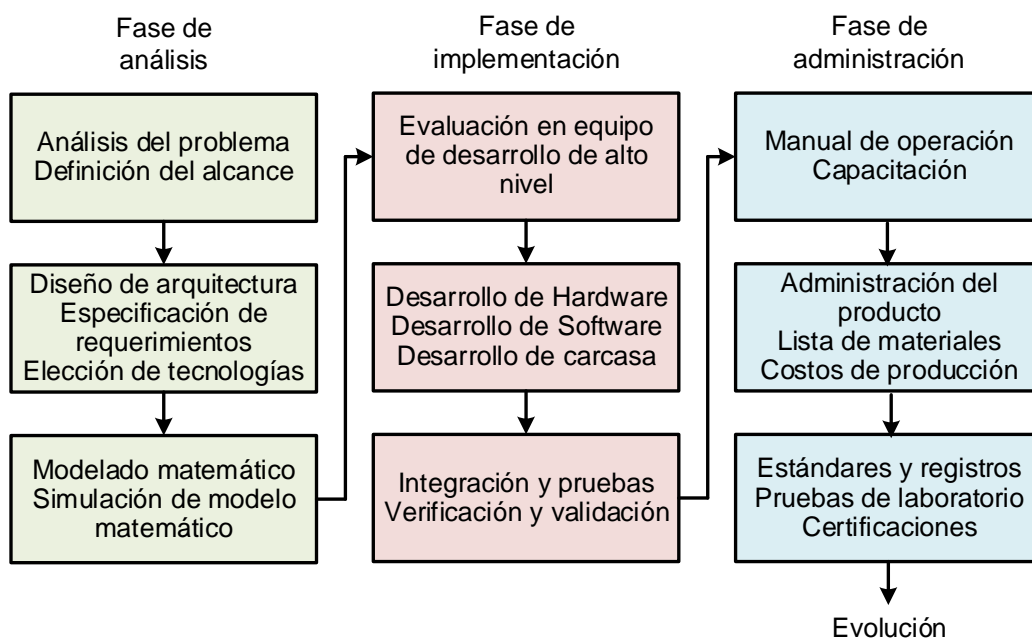 Fase de
análisis
Análisis del problema
Definición del alcance
Diseño de arquitectura
Especificación de
requerimientos
Elección de tecnologías
Modelado matemático
Simulación de modelo
matemático
Fase de
implementación
Evaluación en equipo
de desarrollo de alto
nivel
Desarrollo de Hardware
Desarrollo de Software
Desarrollo de carcasa
Integración y pruebas
Verificación y validación
Fase de
administración
Manual de operación
Capacitación
Administración del
producto
Lista de materiales
Costos de producción
Estándares y registros
Pruebas de laboratorio
Certificaciones
Evolución